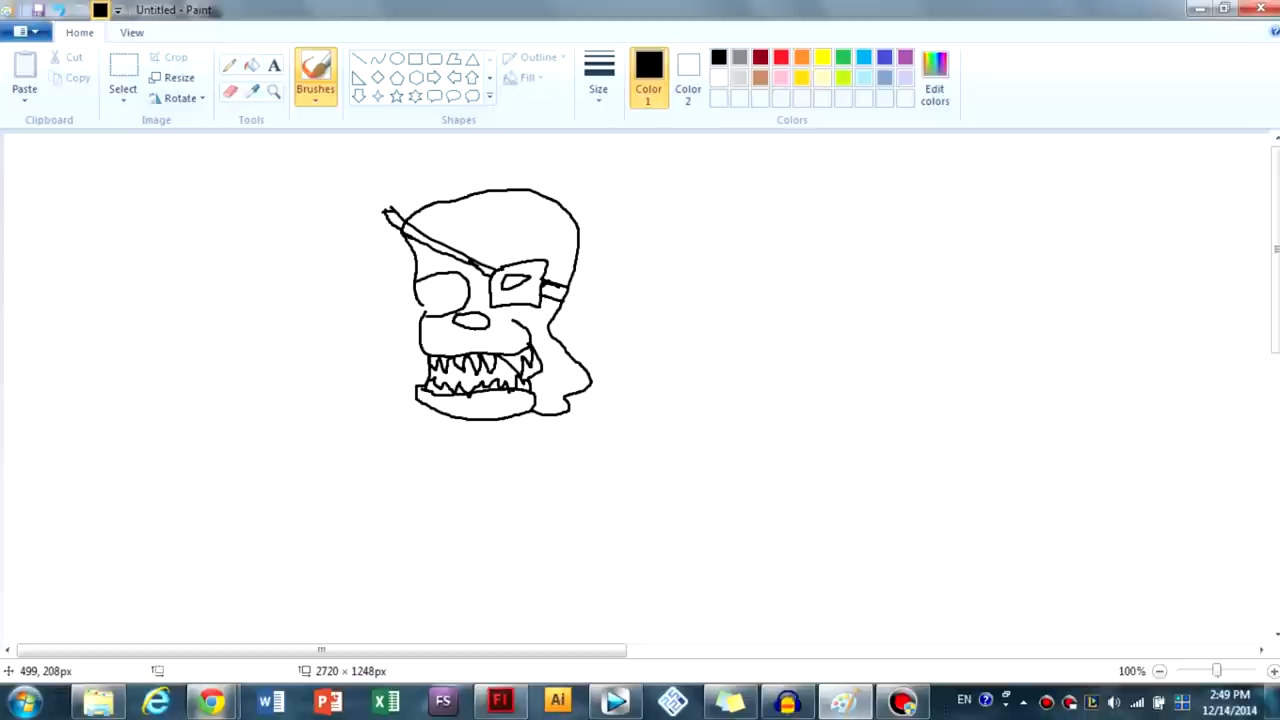 Untitled - Paint
Home View
Paste
Cut
Copy
Clipboard
Select
Crop
Resize
Rotate
Image
A
Tools
Brushes
Outline
Fill
Shapes
Size
Color 1
Color 2
Edit colors
Colors
499, 208px
2720 × 1248px
100%
FS
Fl
Ai
EN
2:49 PM
12/14/2014